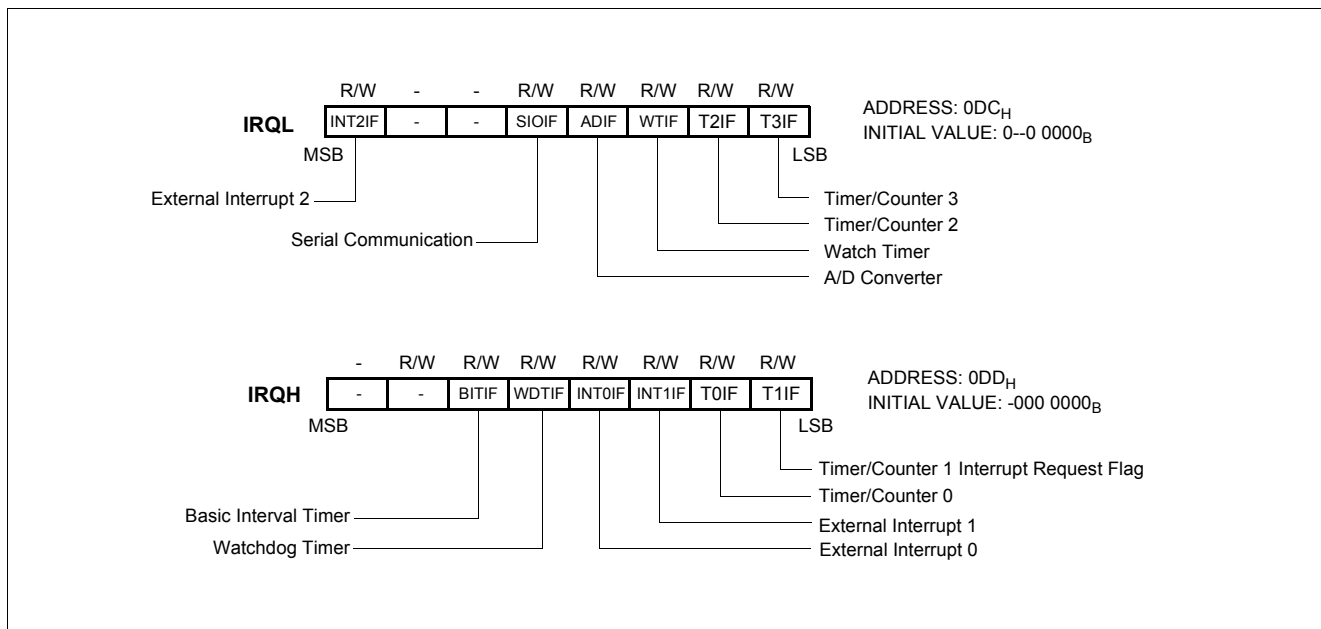 R/W - - R/W R/W R/W R/W R/W
IRQL INT2IF - - SIOIF ADIF WTIF T2IF T3IF
ADDRESS: 0DCH
INITIAL VALUE: 0--0 0000B
MSB LSB
External Interrupt 2
Serial Communication
Timer/Counter 3
Timer/Counter 2
Watch Timer
A/D Converter
- R/W R/W R/W R/W R/W R/W R/W
IRQH - - BITIF WDTIF INT0IF INT1IF T0IF T1IF
ADDRESS: 0DDH
INITIAL VALUE: -000 0000B
MSB LSB
Basic Interval Timer
Watchdog Timer
Timer/Counter 1 Interrupt Request Flag
Timer/Counter 0
External Interrupt 1
External Interrupt 0